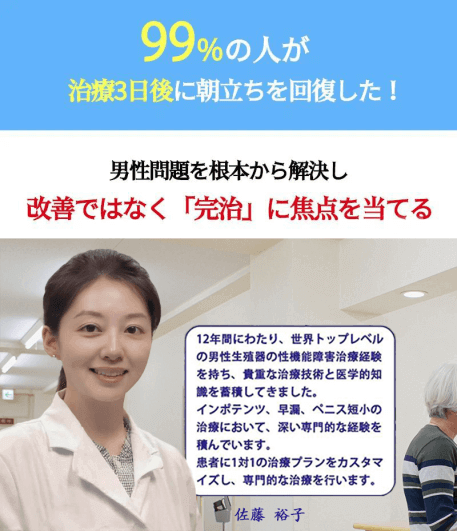 99%の人が
治療3日後に朝立ちを回復した！
男性問題を根本から解決し
改善ではなく「完治」に焦点を当てる
12年間にわたり、世界トップレベル
の男性生殖器の性機能障害治療経験
を持ち、貴重な治療技術と医学的知
識を蓄積してきました。
インポテンツ、早漏、ペニス短小の
治療において、深い専門的な経験を
積んでいます。
患者に1対1の治療プランをカスタマ
イズし、専門的な治療を行います。
佐藤 裕子